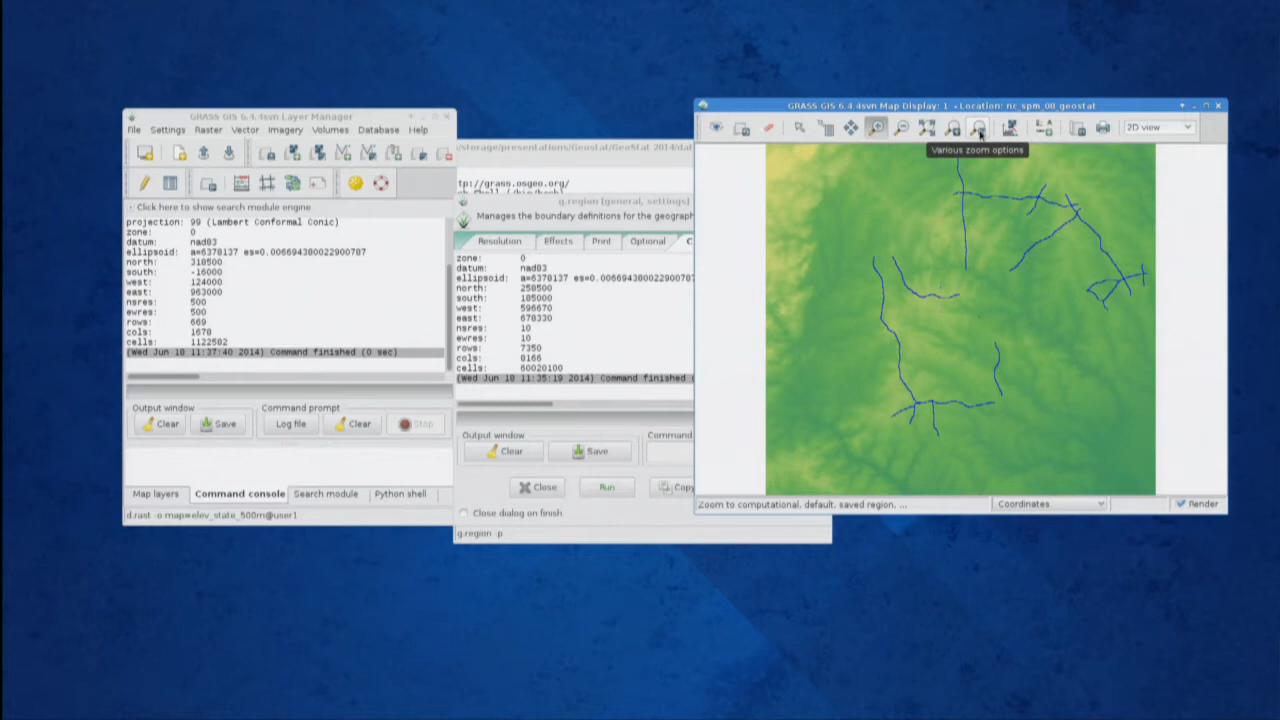 GRASS GIS 6.4.4svn Layer Manager
File Settings Raster Vector Imagery Volumes Database Help
Click here to show search module engine
projection: 99 (Lambert Conformal Conic)
zone: 0
datum: nad83
ellipsoid: a=6378137 es=0.006694380022900787
north: 318500
south: -16000
west: 124000
east: 963000
nsres: 500
ewres: 500
rows: 669
cols: 1678
cells: 1122582
(Wed Jun 18 11:37:40 2014) Command finished (0 sec)
Output window
Command prompt
Clear
Save
Log file
Clear
Stop
Map layers
Command console
Search module
Python shell
d.rast -o map=elev_state_500m@user1
/storage/presentations/Geostat/GeoStat 2014/dat
tp://grass.osgeo.org/
g.region [general, settings]
Manages the boundary definitions for the geograph
Resolution
Effects
Print
Optional
C
zone: 0
datum: nad83
ellipsoid: a=6378137 es=0.00669438002290078
north: 258500
south: 185000
west: 596670
east: 678330
nsres: 10
ewres: 10
rows: 7350
cols: 8166
cells: 60020100
(Wed Jun 18 11:35:19 2014) Command finished (
Output window
Command
Clear
Save
Close
Run
Copy
Close dialog on finish
g.region -p
GRASS GIS 6.4.4svn Map Display: 1 - Location: nc_spm_08_geostat
2D view
Various zoom options
Zoom to computational, default, saved region, ...
Coordinates
Render